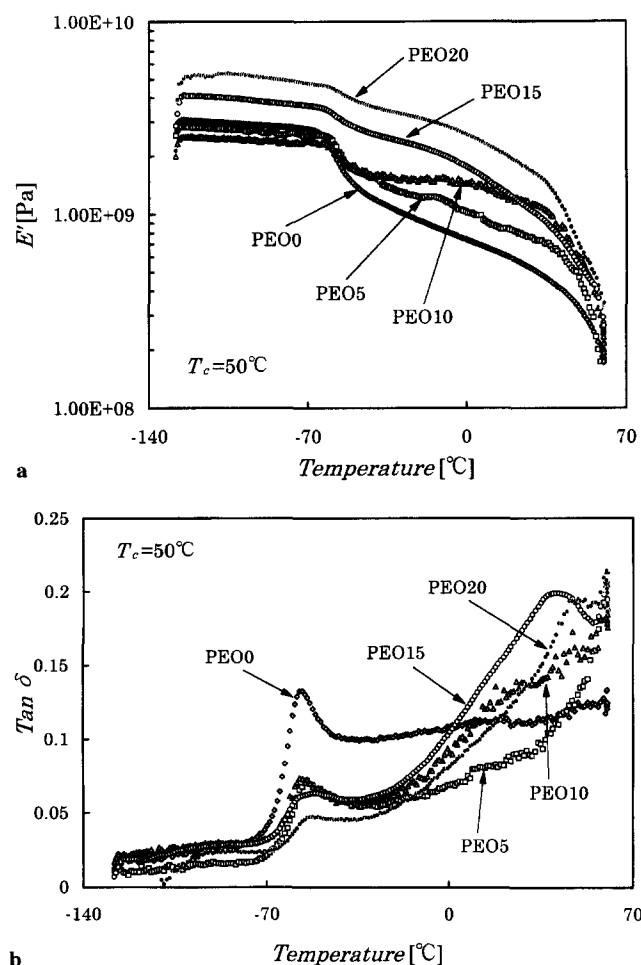 1.00E+10
PEO20
PEO15
E'[Pa]
1.00E+09
PEO0
PEO5
PEO10
T c =50℃
1.00E+08
-140
-70
0
70
a
Temperature[℃]
0.25
T c =50℃
0.2
PEO20
PEO0
PEO15
0.15
Tan δ
0.1
0.05
PEO10
PEO5
0
-140
-70
0
70
b
Temperature[℃]